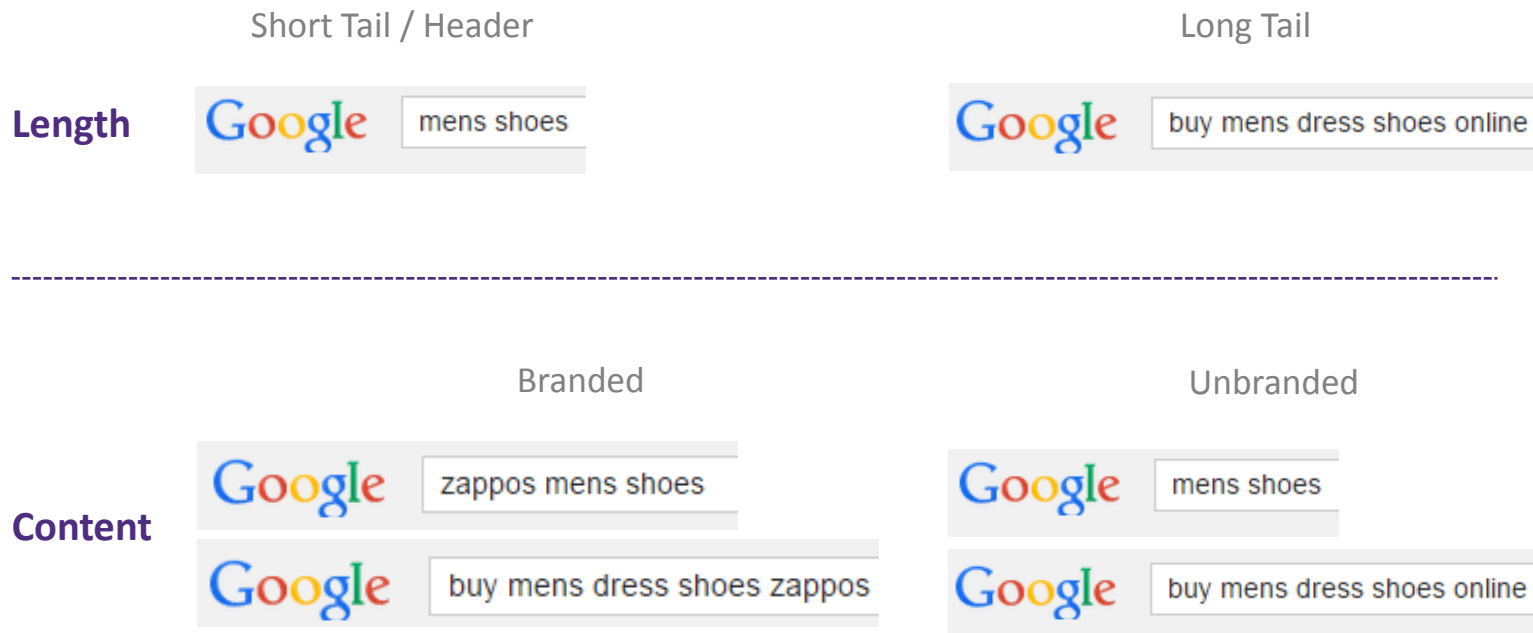 Short Tail / Header
Long Tail
Length
Google mens shoes
Google buy mens dress shoes online
Branded
Unbranded
Content
Google zappos mens shoes
Google mens shoes
Google buy mens dress shoes zappos
Google buy mens dress shoes online